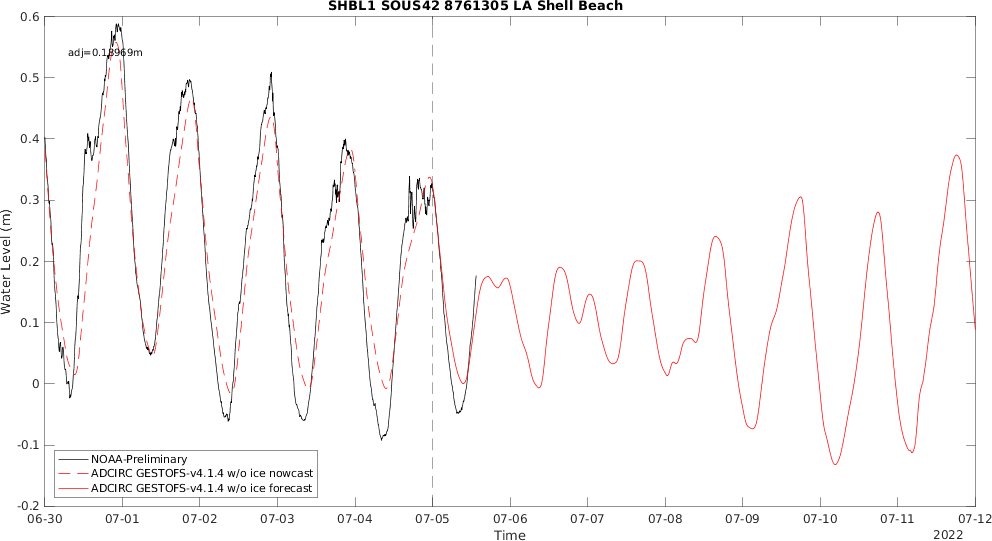 SHBL1 SOUS42 8761305 LA Shell Beach
adj=0.18969m
0.6
0.5
0.4
0.3
0.2
0.1
0
-0.1
-0.2
Water Level (m)
NOAA-Preliminary
ADCIRC GESTOFS-v4.1.4 w/o ice nowcast
ADCIRC GESTOFS-v4.1.4 w/o ice forecast
06-30 07-01 07-02 07-03 07-04 07-05 07-06 07-07 07-08 07-09 07-10 07-11 07-12
Time
2022